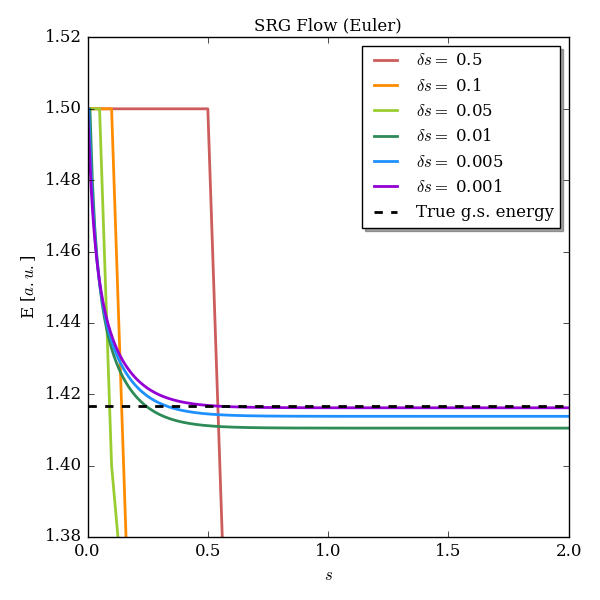 SRG Flow (Euler)
E [a.u.]
1.52
1.50
1.48
1.46
1.44
1.42
1.40
1.38
δs = 0.5
δs = 0.1
δs = 0.05
δs = 0.01
δs = 0.005
δs = 0.001
True g.s. energy
0.0 0.5 1.0 1.5 2.0
s